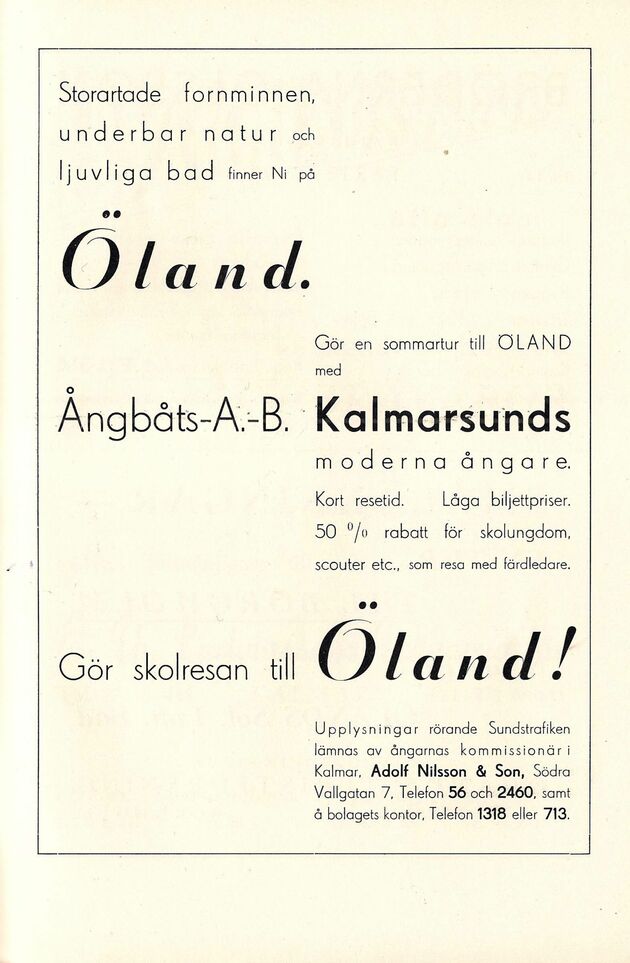 Storartade fornminnen,
underbar natur och
ljuvliga bad finner Ni på
Öland.
Gör en sommartur till ÖLAND
med
Ångbåts-A.-B. Kalmarsunds
moderna ångare.
Kort resetid. Låga biljettpriser.
50 % rabatt för skolungdom,
scouter etc., som resa med färdledare.
Gör skolresan till Öland!
Upplysningar rörande Sundstrafiken
lämnas av ångarnas kommissionär i
Kalmar, Adolf Nilsson & Son, Södra
Vallgatan 7, Telefon 56 och 2460, samt
å bolagets kontor, Telefon 1318 eller 713.